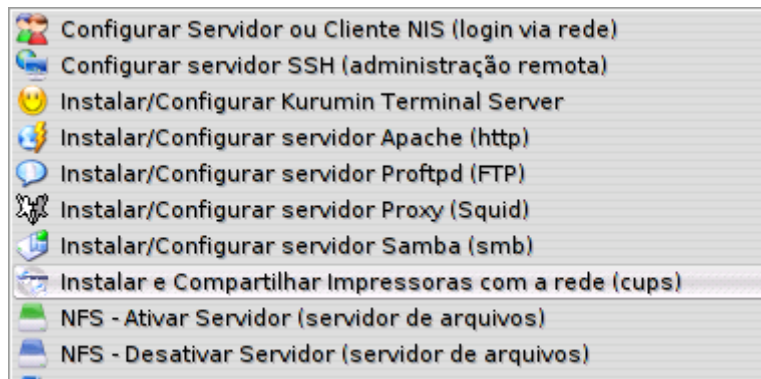 Configurar Servidor ou Cliente NIS (login via rede)
Configurar servidor SSH (administração remota)
Instalar/Configurar Kurumin Terminal Server
Instalar/Configurar servidor Apache (http)
Instalar/Configurar servidor Proftpd (FTP)
Instalar/Configurar servidor Proxy (Squid)
Instalar/Configurar servidor Samba (smb)
Instalar e Compartilhar Impressoras com a rede (cups)
NFS - Ativar Servidor (servidor de arquivos)
NFS - Desativar Servidor (servidor de arquivos)